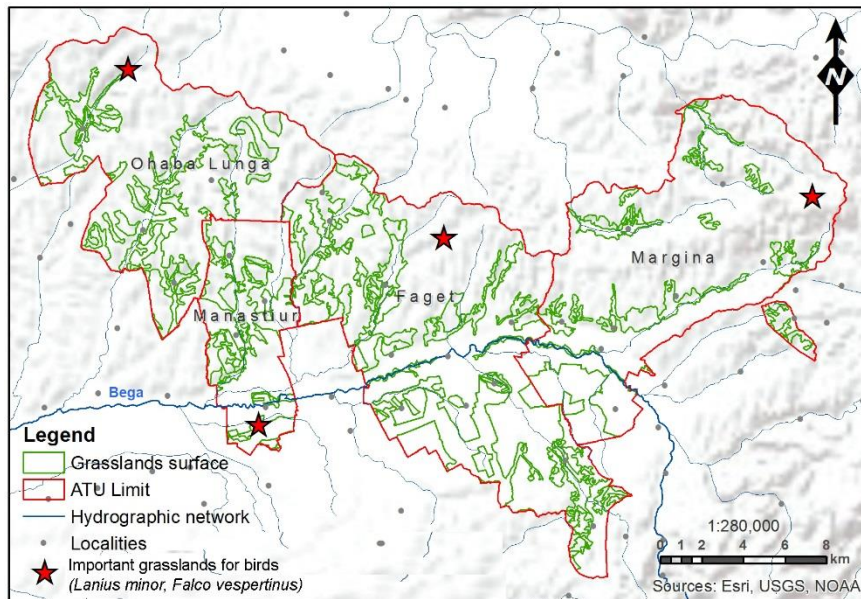 N
Ohaba Lunga
Margina
Faget
Manastiur
Bega
Legend
Grasslands surface
ATU Limit
Hydrographic network
Localities
Important grasslands for birds
(Lanius minor, Falco vespertinus)
1:280,000
0 1 2 4 6 8
km
Sources: Esri, USGS, NOAA